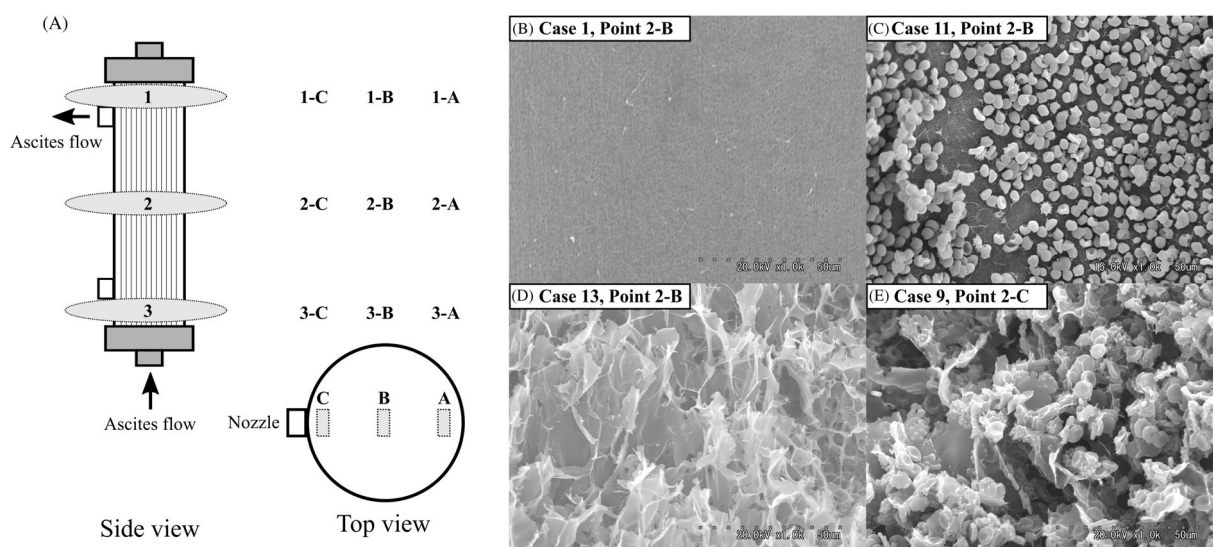 (A)
1
1-C 1-B 1-A
Ascites flow
2
2-C 2-B 2-A
3
3-C 3-B 3-A
C B A
Nozzle
Ascites flow
Side view
Top view
(B) Case 1, Point 2-B
20.0kV x1.0k 50um
(C) Case 11, Point 2-B
15.0kV x1.0k 50um
(D) Case 13, Point 2-B
20.0kV x1.0k 50um
(E) Case 9, Point 2-C
20.0kV x1.0k 50um